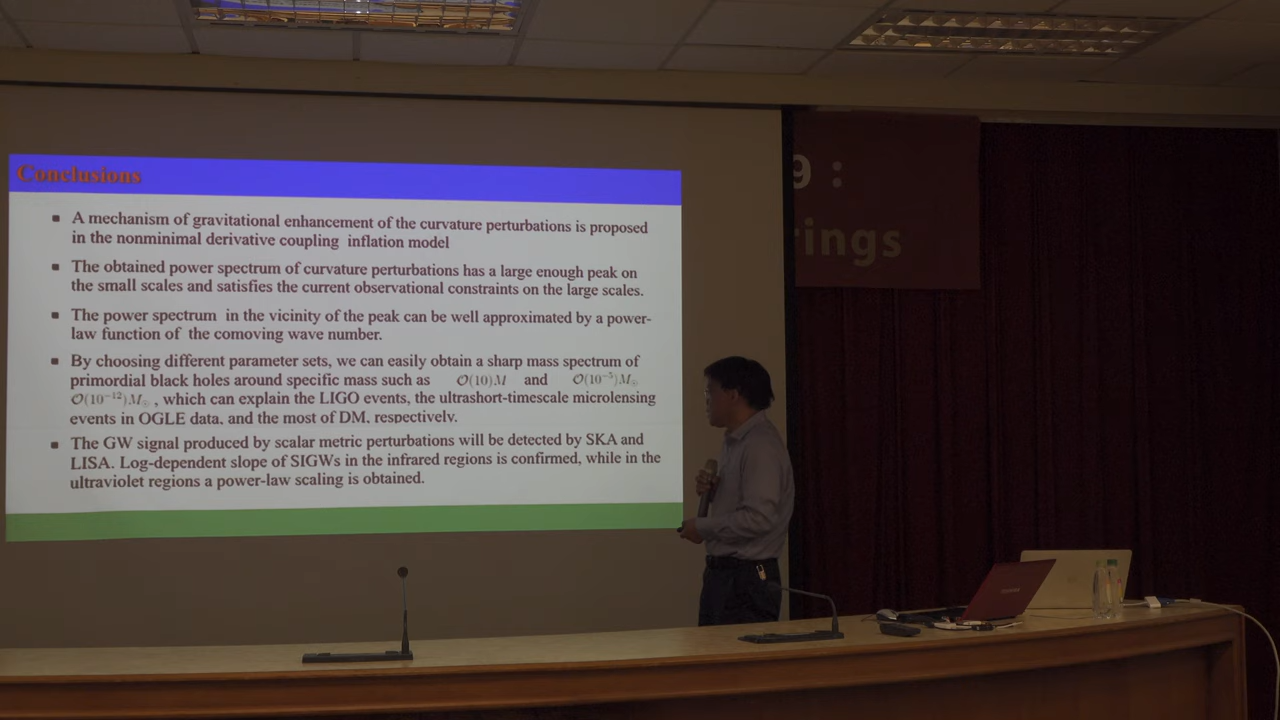 Conclusions
A mechanism of gravitational enhancement of the curvature perturbations is proposed
in the nonminimal derivative coupling inflation model
The obtained power spectrum of curvature perturbations has a large enough peak on
the small scales and satisfies the current observational constraints on the large scales.
The power spectrum in the vicinity of the peak can be well approximated by a power-
law function of the comoving wave number.
By choosing different parameter sets, we can easily obtain a sharp mass spectrum of
primordial black holes around specific mass such as O(10)M and O(10⁻⁵)M☉
O(10⁻¹²)M☉ , which can explain the LIGO events, the ultrashort-timescale microlensing
events in OGLE data, and the most of DM, respectively.
The GW signal produced by scalar metric perturbations will be detected by SKA and
LISA. Log-dependent slope of SIGWs in the infrared regions is confirmed, while in the
ultraviolet regions a power-law scaling is obtained.
9 :
rings